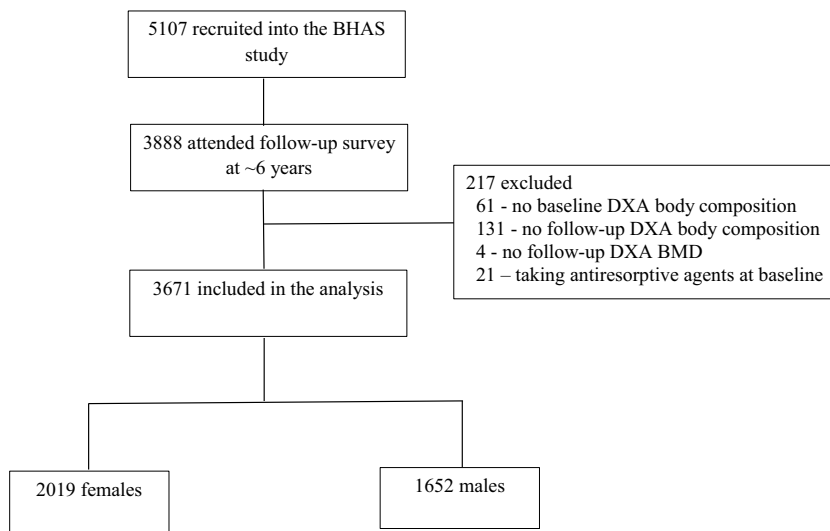 5107 recruited into the BHAS
study
3888 attended follow-up survey
at ~6 years
217 excluded
61 - no baseline DXA body composition
131 - no follow-up DXA body composition
4 - no follow-up DXA BMD
21 – taking antiresorptive agents at baseline
3671 included in the analysis
2019 females
1652 males